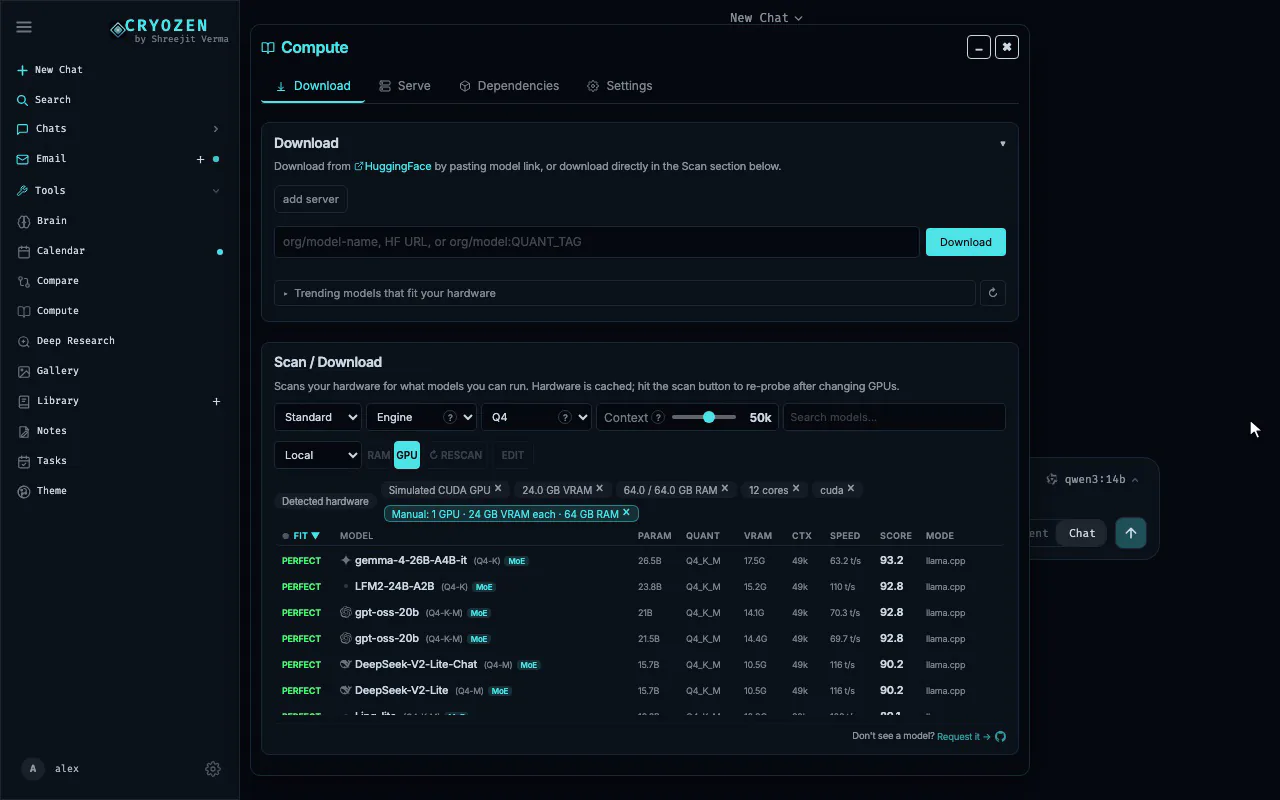 CRYOZEN
by Shreejit Verma
New Chat
Search
Chats
Email
Tools
Brain
Calendar
Compare
Compute
Deep Research
Gallery
Library
Notes
Tasks
Theme
A alex
New Chat
Compute
Download Serve Dependencies Settings
Download
Download from HuggingFace by pasting model link, or download directly in the Scan section below.
add server
org/model-name, HF URL, or org/model:QUANT_TAG Download
Trending models that fit your hardware
Scan / Download
Scans your hardware for what models you can run. Hardware is cached; hit the scan button to re-probe after changing GPUs.
Standard Engine ? Q4 ? Context ? 50k Search models...
Local RAM GPU RESCAN EDIT
Detected hardware Simulated CUDA GPU 24.0 GB VRAM 64.0 / 64.0 GB RAM 12 cores cuda
Manual: 1 GPU · 24 GB VRAM each · 64 GB RAM
FIT MODEL PARAM QUANT VRAM CTX SPEED SCORE MODE
PERFECT gemma-4-26B-A4B-it (Q4-K) MoE 26.5B Q4_K_M 17.5G 49k 63.2 t/s 93.2 llama.cpp
PERFECT LFM2-24B-A2B (Q4-K) MoE 23.8B Q4_K_M 15.2G 49k 110 t/s 92.8 llama.cpp
PERFECT gpt-oss-20b (Q4-K-M) MoE 21B Q4_K_M 14.1G 49k 70.3 t/s 92.8 llama.cpp
PERFECT gpt-oss-20b (Q4-K-M) MoE 21.5B Q4_K_M 14.4G 49k 69.7 t/s 92.8 llama.cpp
PERFECT DeepSeek-V2-Lite-Chat (Q4-M) MoE 15.7B Q4_K_M 10.5G 49k 116 t/s 90.2 llama.cpp
PERFECT DeepSeek-V2-Lite (Q4-M) MoE 15.7B Q4_K_M 10.5G 49k 116 t/s 90.2 llama.cpp
Don't see a model? Request it →
qwen3:14b
ent Chat